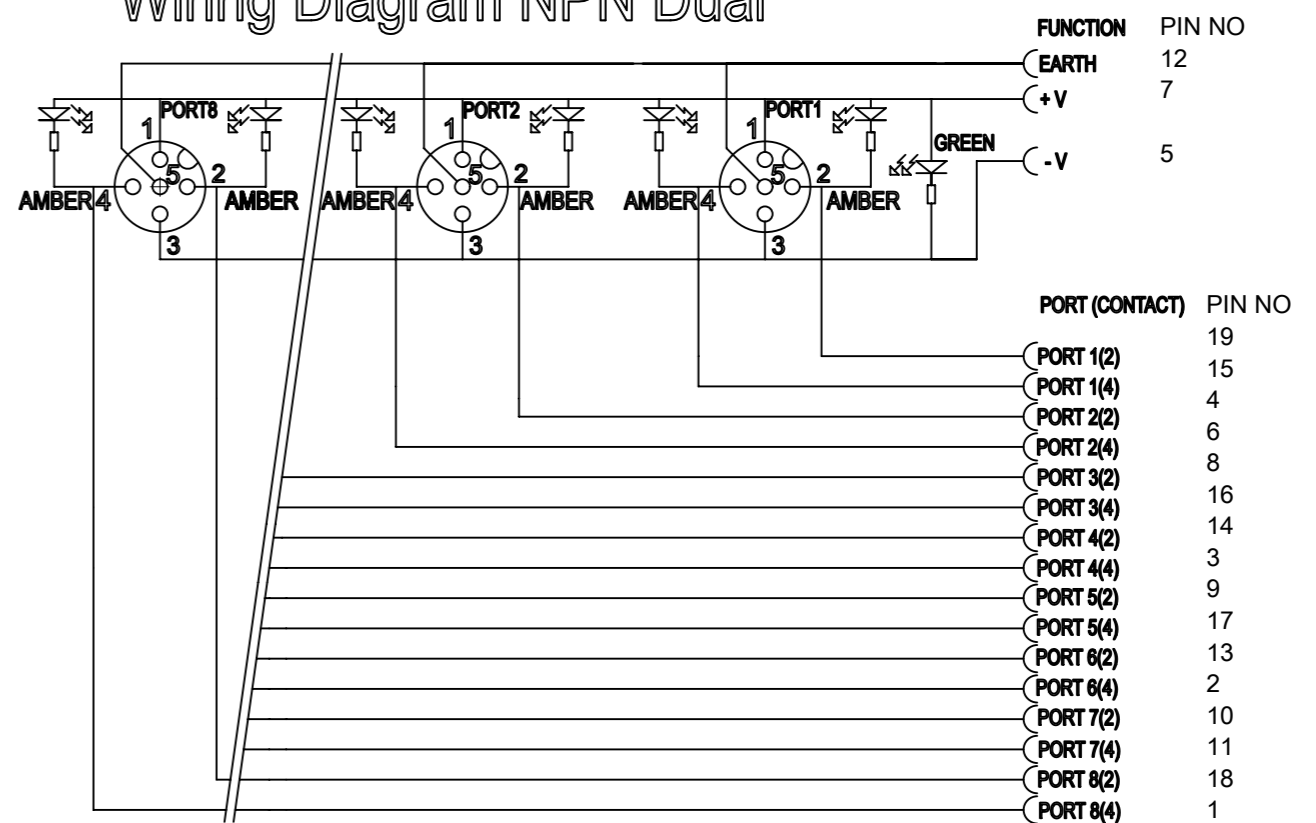 Wiring Diagram NPN Dual
FUNCTION PIN NO
EARTH 12
+ V 7
- V 5
PORT8 PORT2 PORT1
1 1 1
GREEN
5 2 5 2 5 2
AMBER 4 AMBER AMBER 4 AMBER AMBER 4 AMBER
3 3 3
PORT (CONTACT) PIN NO
PORT 1(2) 19
PORT 1(4) 15
PORT 2(2) 4
PORT 2(4) 6
PORT 3(2) 8
PORT 3(4) 16
PORT 4(2) 14
PORT 4(4) 3
PORT 5(2) 9
PORT 5(4) 17
PORT 6(2) 13
PORT 6(4) 2
PORT 7(2) 10
PORT 7(4) 11
PORT 8(2) 18
PORT 8(4) 1